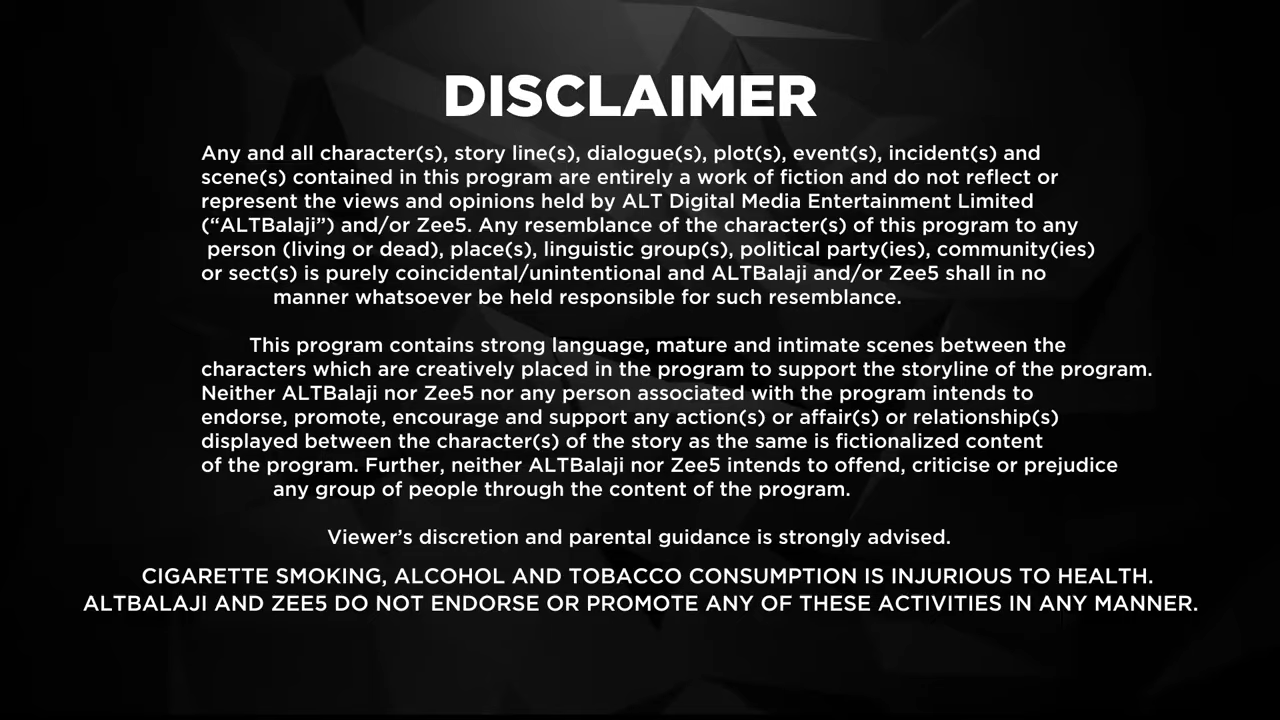 DISCLAIMER
Any and all character(s), story line(s), dialogue(s), plot(s), event(s), incident(s) and
scene(s) contained in this program are entirely a work of fiction and do not reflect or
represent the views and opinions held by ALT Digital Media Entertainment Limited
(“ALTBalaji”) and/or Zee5. Any resemblance of the character(s) of this program to any
person (living or dead), place(s), linguistic group(s), political party(ies), community(ies)
or sect(s) is purely coincidental/unintentional and ALTBalaji and/or Zee5 shall in no
manner whatsoever be held responsible for such resemblance.
This program contains strong language, mature and intimate scenes between the
characters which are creatively placed in the program to support the storyline of the program.
Neither ALTBalaji nor Zee5 nor any person associated with the program intends to
endorse, promote, encourage and support any action(s) or affair(s) or relationship(s)
displayed between the character(s) of the story as the same is fictionalized content
of the program. Further, neither ALTBalaji nor Zee5 intends to offend, criticise or prejudice
any group of people through the content of the program.
Viewer’s discretion and parental guidance is strongly advised.
CIGARETTE SMOKING, ALCOHOL AND TOBACCO CONSUMPTION IS INJURIOUS TO HEALTH.
ALTBALAJI AND ZEE5 DO NOT ENDORSE OR PROMOTE ANY OF THESE ACTIVITIES IN ANY MANNER.